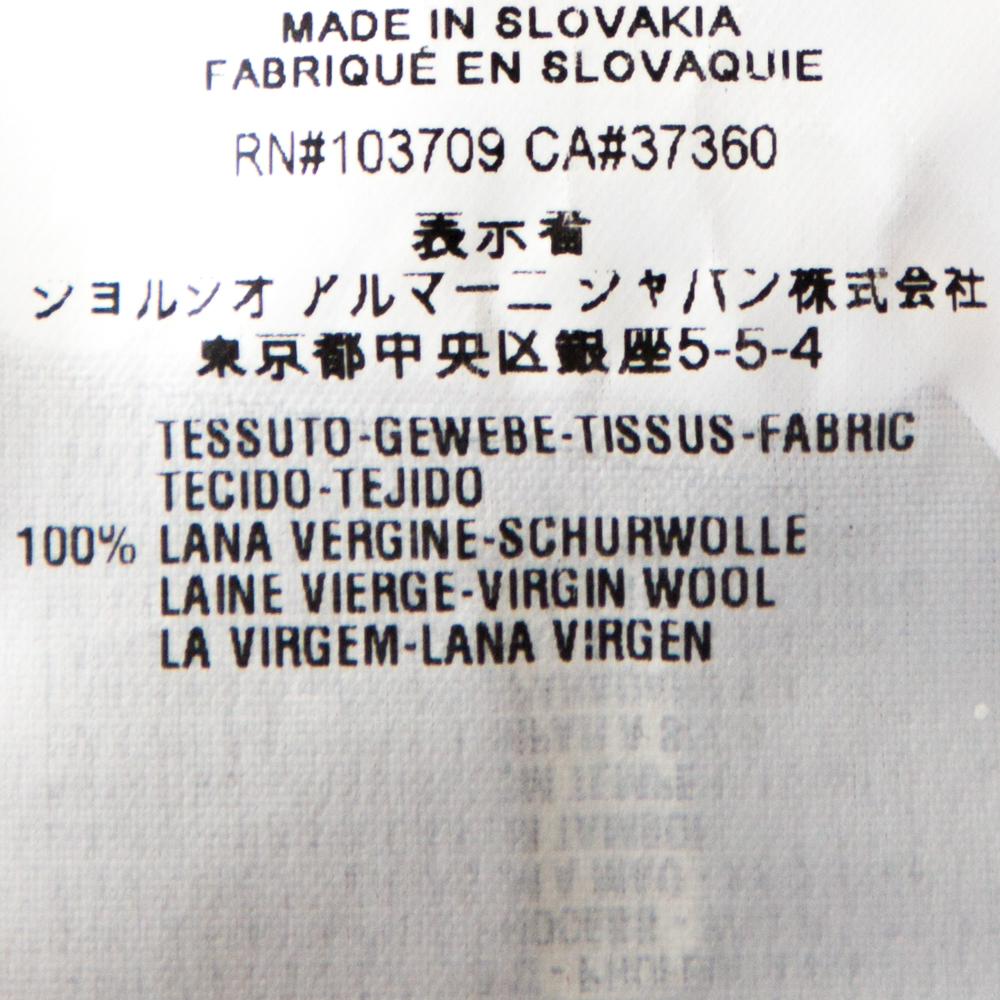 MADE IN SLOVAKIA
FABRIQUÉ EN SLOVAQUIE
RN#103709 CA#37360
表示者
ジョルジオ アルマーニ ジャパン株式会社
東京都中央区銀座5-5-4
TESSUTO-GEWEBE-TISSUS-FABRIC
TECIDO-TEJIDO
100% LANA VERGINE-SCHURWOLLE
LAINE VIERGE-VIRGIN WOOL
LA VIRGEM-LANA VIRGEN